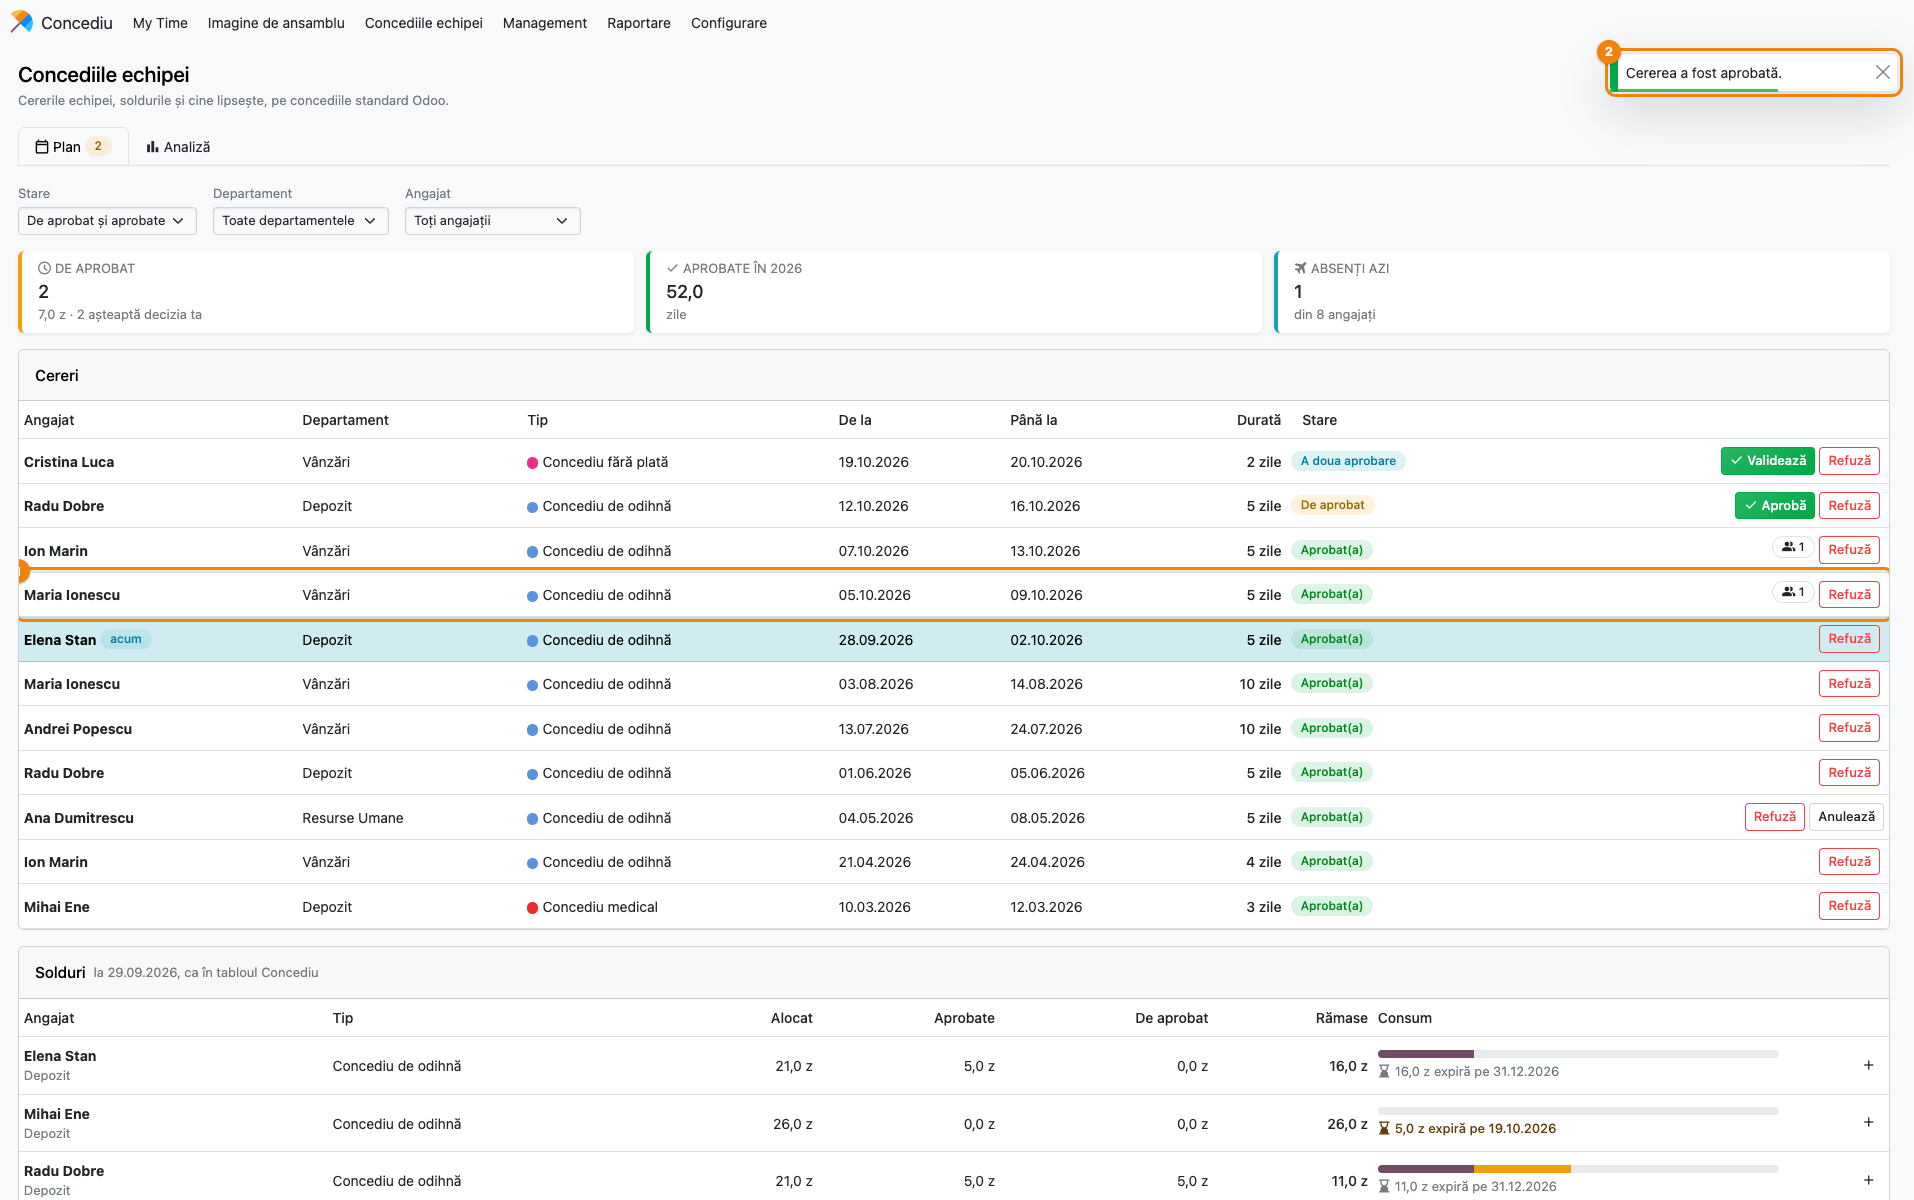 Concediu My Time Imagine de ansamblu Concediile echipei Management Raportare Configurare
2
Cererea a fost aprobată.
Concediile echipei
Cererile echipei, soldurile și cine lipsește, pe concediile standard Odoo.
Plan 2 Analiză
Stare Departament Angajat
De aprobat și aprobate Toate departamentele Toți angajații
DE APROBAT
2
7,0 z · 2 așteaptă decizia ta
APROBATE ÎN 2026
52,0
zile
ABSENȚI AZI
1
din 8 angajați
Cereri
Angajat Departament Tip De la Până la Durată Stare
Cristina Luca Vânzări Concediu fără plată 19.10.2026 20.10.2026 2 zile A doua aprobare Validează Refuză
Radu Dobre Depozit Concediu de odihnă 12.10.2026 16.10.2026 5 zile De aprobat Aprobă Refuză
Ion Marin Vânzări Concediu de odihnă 07.10.2026 13.10.2026 5 zile Aprobat(a) 1 Refuză
Maria Ionescu Vânzări Concediu de odihnă 05.10.2026 09.10.2026 5 zile Aprobat(a) 1 Refuză
Elena Stan acum Depozit Concediu de odihnă 28.09.2026 02.10.2026 5 zile Aprobat(a) Refuză
Maria Ionescu Vânzări Concediu de odihnă 03.08.2026 14.08.2026 10 zile Aprobat(a) Refuză
Andrei Popescu Vânzări Concediu de odihnă 13.07.2026 24.07.2026 10 zile Aprobat(a) Refuză
Radu Dobre Depozit Concediu de odihnă 01.06.2026 05.06.2026 5 zile Aprobat(a) Refuză
Ana Dumitrescu Resurse Umane Concediu de odihnă 04.05.2026 08.05.2026 5 zile Aprobat(a) Refuză Anulează
Ion Marin Vânzări Concediu de odihnă 21.04.2026 24.04.2026 4 zile Aprobat(a) Refuză
Mihai Ene Depozit Concediu medical 10.03.2026 12.03.2026 3 zile Aprobat(a) Refuză
Solduri la 29.09.2026, ca în tabloul Concediu
Angajat Tip Alocat Aprobate De aprobat Rămase Consum
Elena Stan
Depozit Concediu de odihnă 21,0 z 5,0 z 0,0 z 16,0 z 16,0 z expiră pe 31.12.2026 +
Mihai Ene
Depozit Concediu de odihnă 26,0 z 0,0 z 0,0 z 26,0 z 5,0 z expiră pe 19.10.2026 +
Radu Dobre
Depozit Concediu de odihnă 21,0 z 5,0 z 5,0 z 11,0 z 11,0 z expiră pe 31.12.2026 +